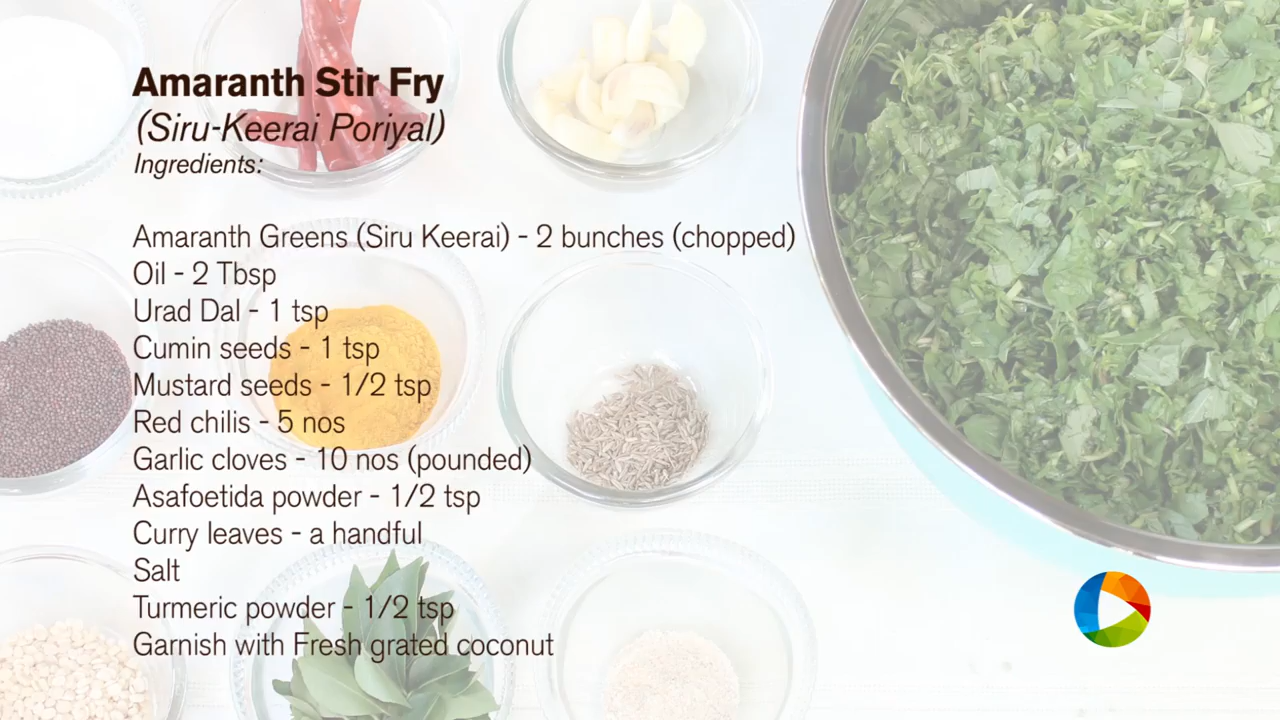 Amaranth Stir Fry
(Siru-Keerai Poriyal)
Ingredients:
Amaranth Greens (Siru Keerai) - 2 bunches (chopped)
Oil - 2 Tbsp
Urad Dal - 1 tsp
Cumin seeds - 1 tsp
Mustard seeds - 1/2 tsp
Red chilis - 5 nos
Garlic cloves - 10 nos (pounded)
Asafoetida powder - 1/2 tsp
Curry leaves - a handful
Salt
Turmeric powder - 1/2 tsp
Garnish with Fresh grated coconut